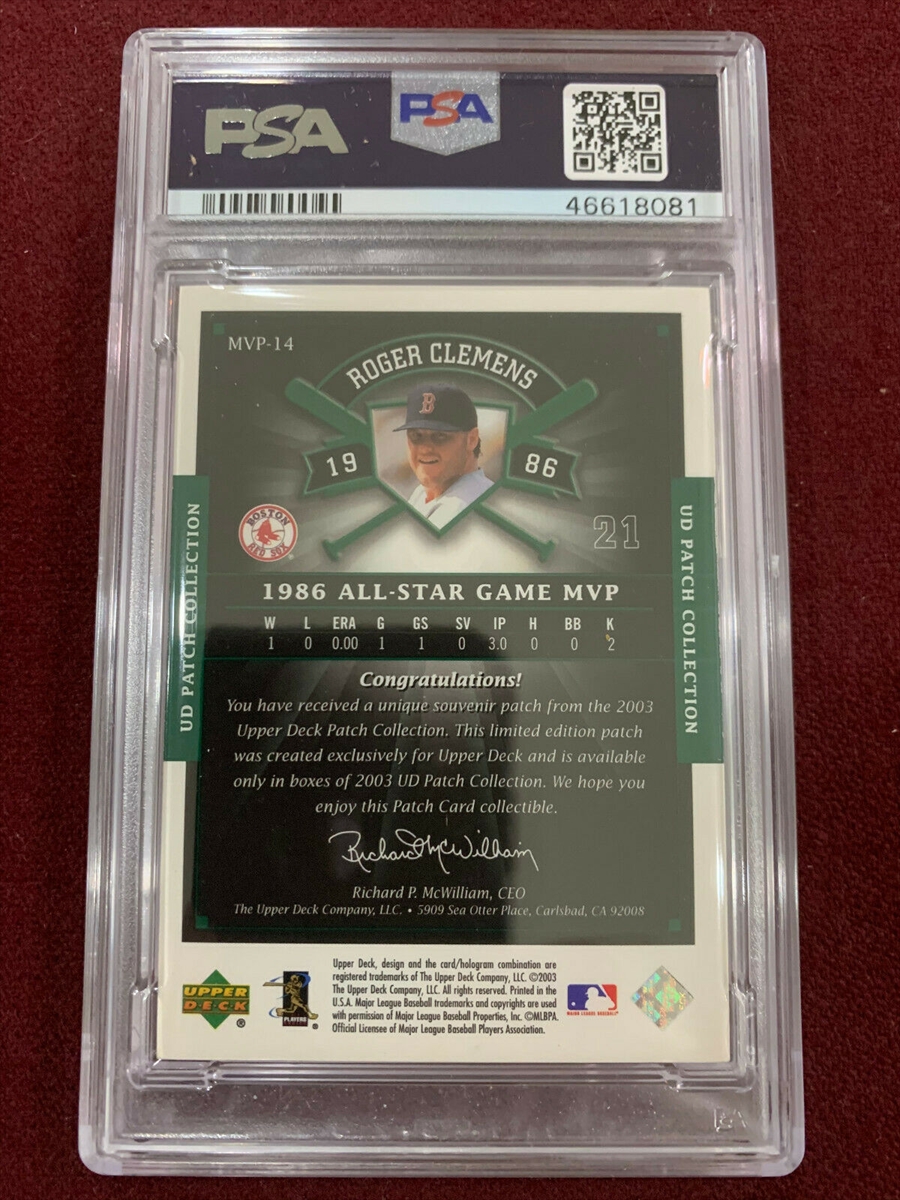 PSA
PSA
46618081
MVP-14
ROGER CLEMENS
B
19 86
BOSTON
RED SOX
21
UD PATCH COLLECTION
UD PATCH COLLECTION
1986 ALL-STAR GAME MVP
W L ERA G GS SV IP H BB K
1 0 0.00 1 1 0 3.0 0 0 2
Congratulations!
You have received a unique souvenir patch from the 2003
Upper Deck Patch Collection. This limited edition patch
was created exclusively for Upper Deck and is available
only in boxes of 2003 UD Patch Collection. We hope you
enjoy this Patch Card collectible.
Richard McWilliam
Richard P. McWilliam, CEO
The Upper Deck Company, LLC. • 5909 Sea Otter Place, Carlsbad, CA 92008
Upper Deck, design and the card/hologram combination are
registered trademarks of The Upper Deck Company, LLC. ©2003
The Upper Deck Company, LLC. All rights reserved. Printed in the
U.S.A. Major League Baseball trademarks and copyrights are used
with permission of Major League Baseball Properties, Inc. ©MLBPA.
Official Licensee of Major League Baseball Players Association.
UPPER
DECK
®
PLAYERS
®
MAJOR LEAGUE BASEBALL